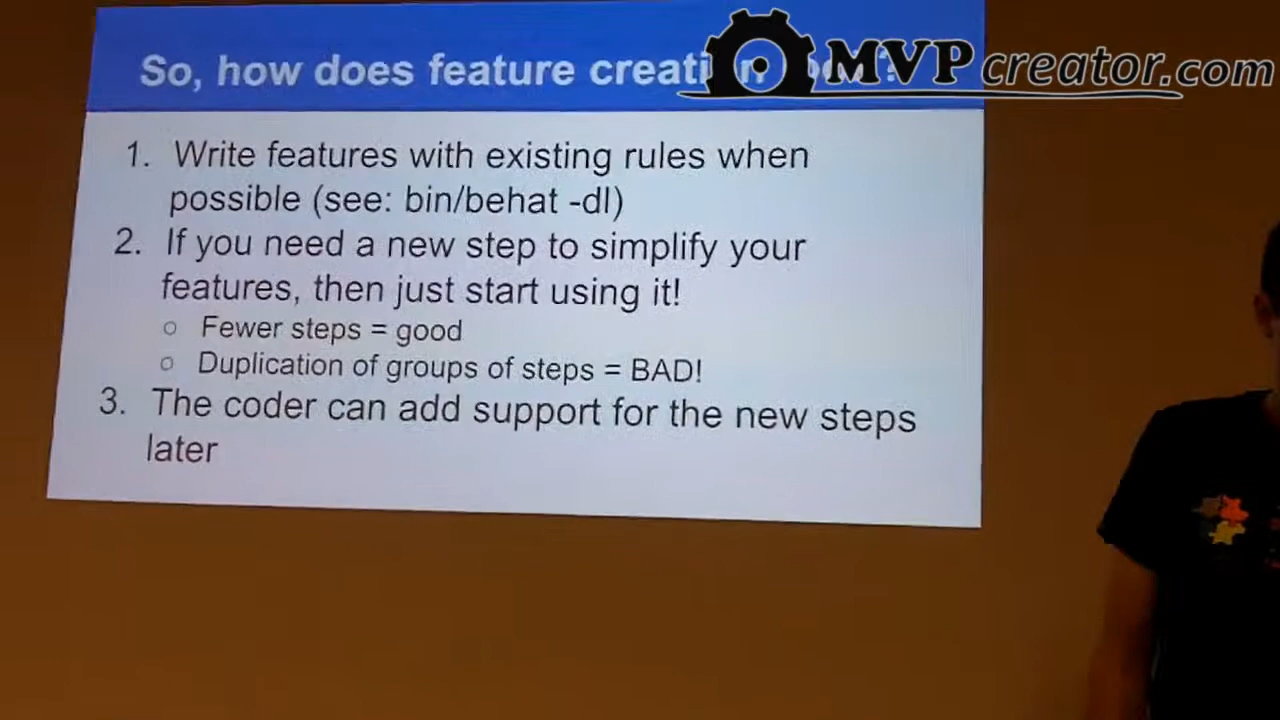 So, how does feature
MVPcreator.com
1. Write features with existing rules when
possible (see: bin/behat -dl)
2. If you need a new step to simplify your
features, then just start using it!
○ Fewer steps = good
○ Duplication of groups of steps = BAD!
3. The coder can add support for the new steps
later